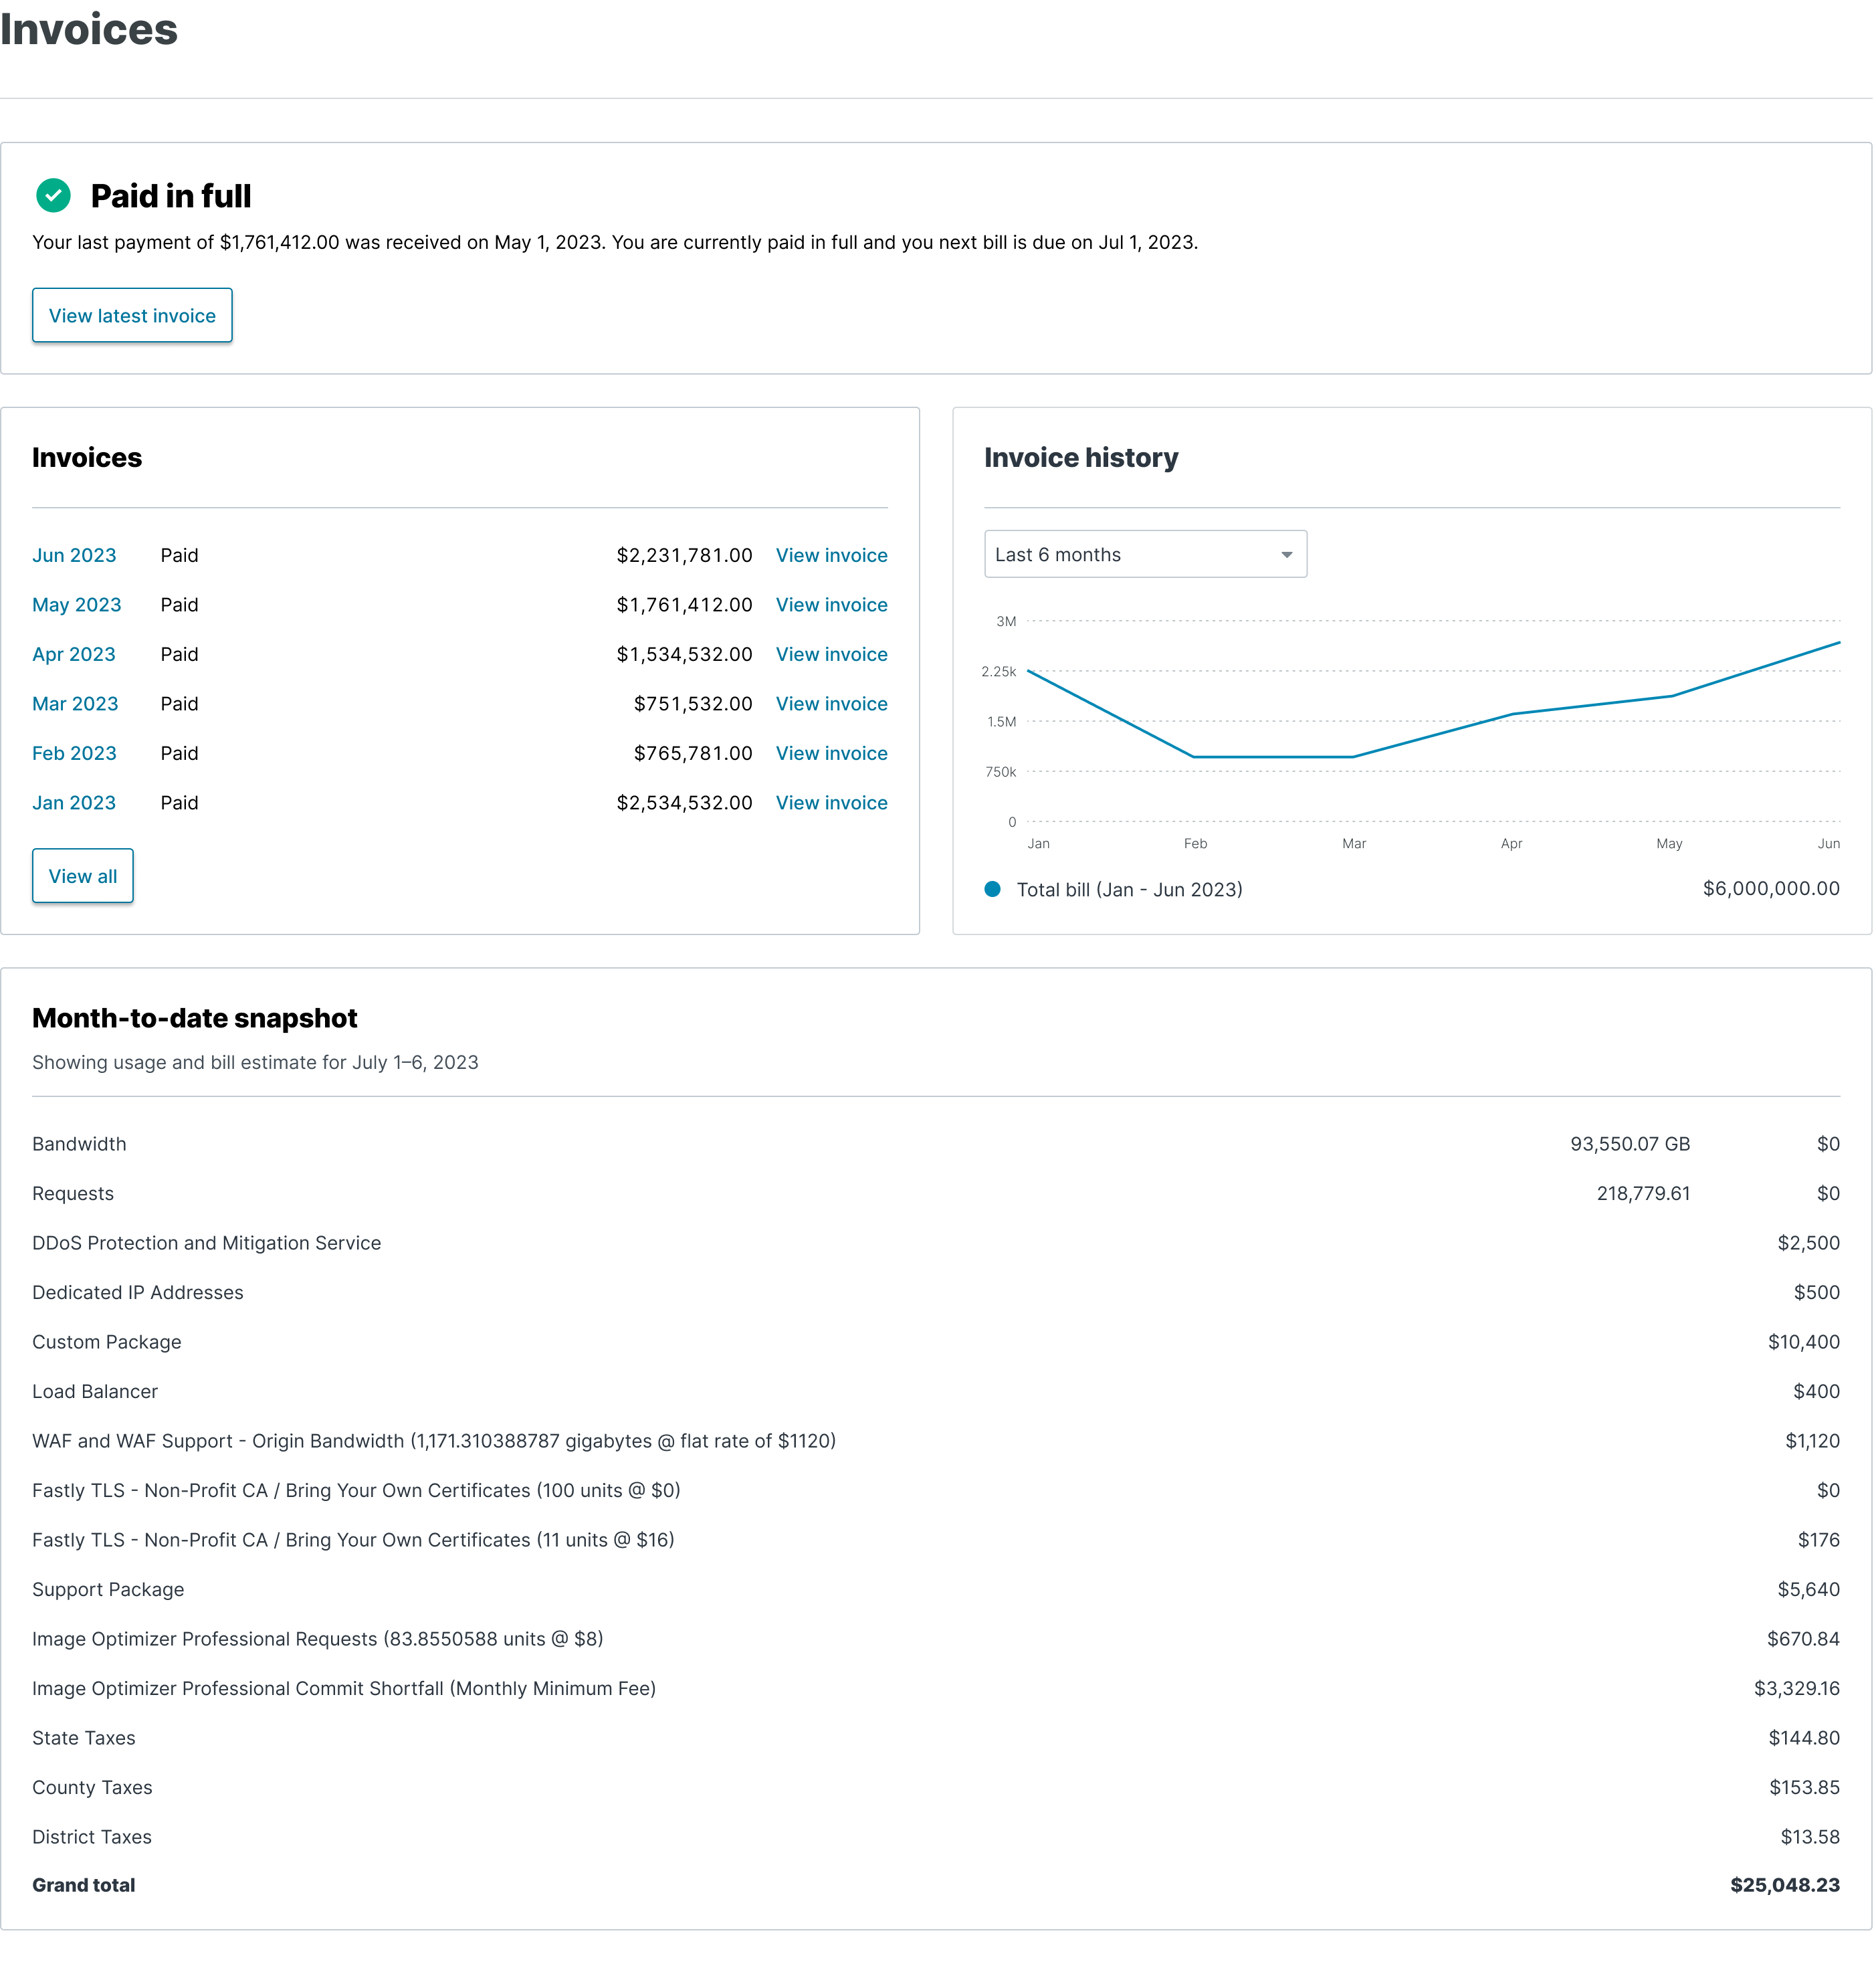 Invoices
Paid in full
Your last payment of $1,761,412.00 was received on May 1, 2023. You are currently paid in full and you next bill is due on Jul 1, 2023.
View latest invoice
Invoices
Jun 2023 Paid $2,231,781.00 View invoice
May 2023 Paid $1,761,412.00 View invoice
Apr 2023 Paid $1,534,532.00 View invoice
Mar 2023 Paid $751,532.00 View invoice
Feb 2023 Paid $765,781.00 View invoice
Jan 2023 Paid $2,534,532.00 View invoice
View all
Invoice history
Last 6 months
3M
2.25k
1.5M
750k
0
Jan Feb Mar Apr May Jun
Total bill (Jan - Jun 2023) $6,000,000.00
Month-to-date snapshot
Showing usage and bill estimate for July 1–6, 2023
Bandwidth 93,550.07 GB $0
Requests 218,779.61 $0
DDoS Protection and Mitigation Service $2,500
Dedicated IP Addresses $500
Custom Package $10,400
Load Balancer $400
WAF and WAF Support - Origin Bandwidth (1,171.310388787 gigabytes @ flat rate of $1120) $1,120
Fastly TLS - Non-Profit CA / Bring Your Own Certificates (100 units @ $0) $0
Fastly TLS - Non-Profit CA / Bring Your Own Certificates (11 units @ $16) $176
Support Package $5,640
Image Optimizer Professional Requests (83.8550588 units @ $8) $670.84
Image Optimizer Professional Commit Shortfall (Monthly Minimum Fee) $3,329.16
State Taxes $144.80
County Taxes $153.85
District Taxes $13.58
Grand total $25,048.23